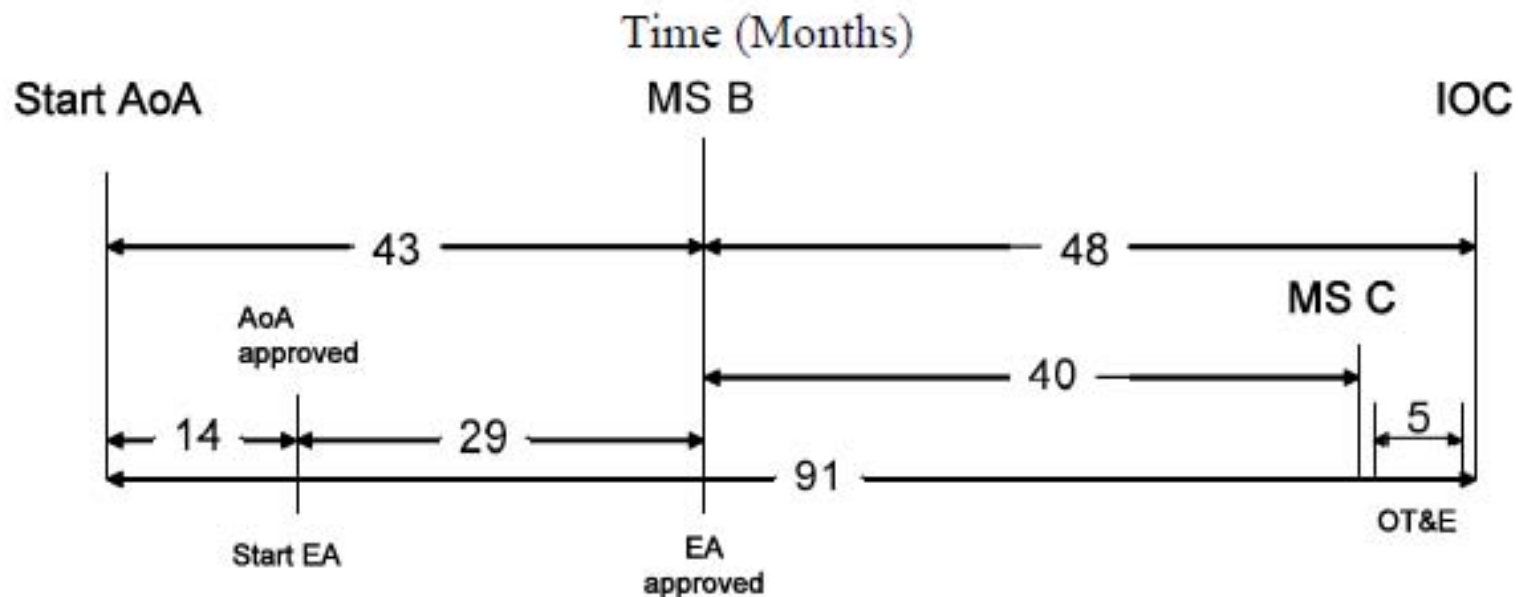 Time (Months)
Start AoA
MS B
IOC
43
48
MS C
AoA
approved
40
14
29
5
91
OT&E
Start EA
EA
approved